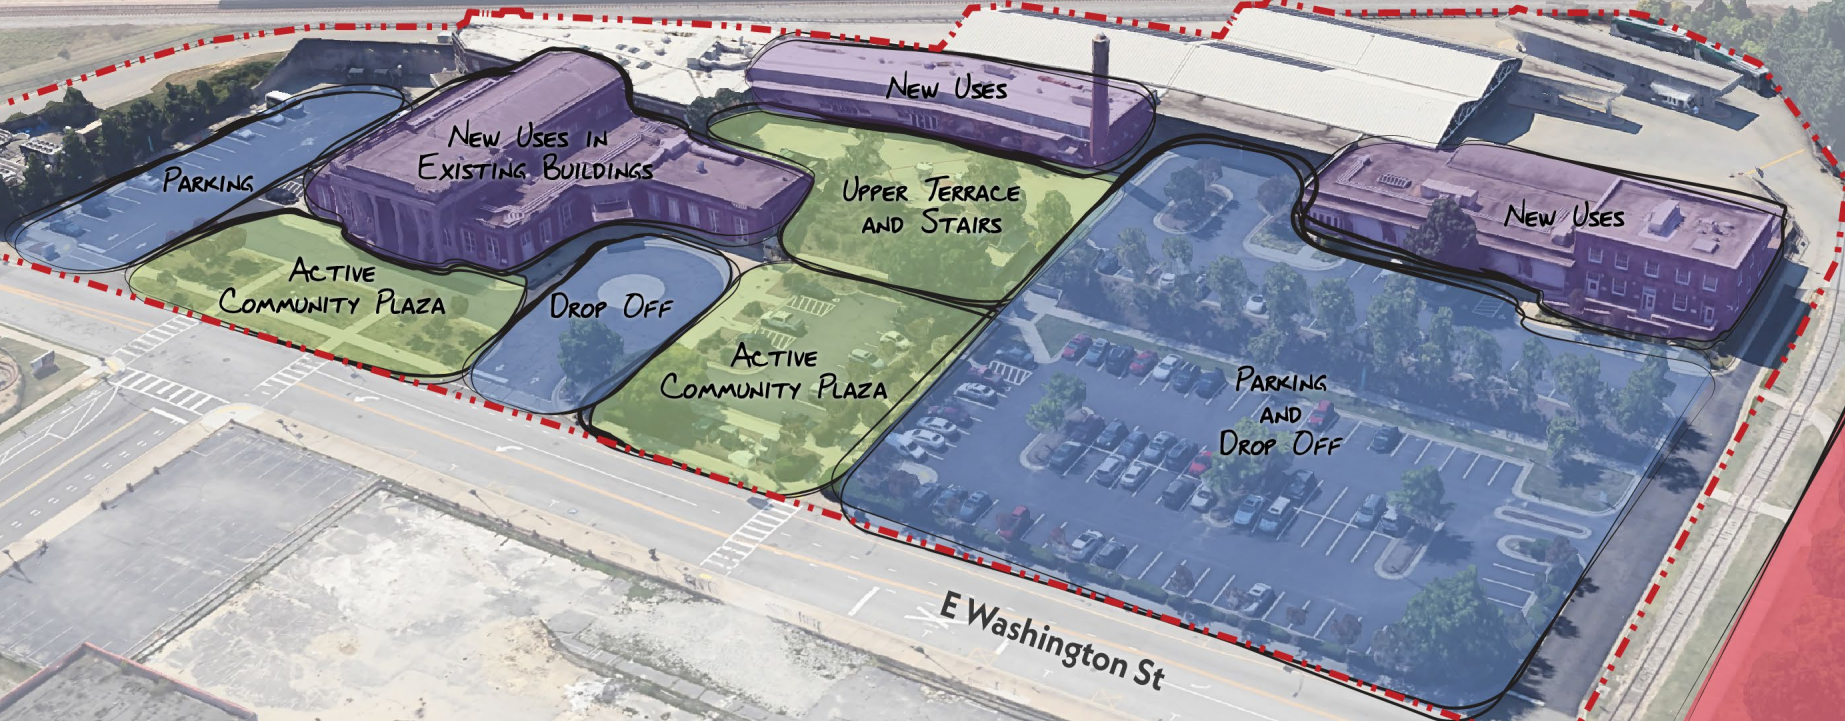 New Uses
New Uses in
Existing Buildings
Parking
Upper Terrace
and Stairs
New Uses
Active
Community Plaza
Drop Off
Active
Community Plaza
Parking
and
Drop Off
E Washington St